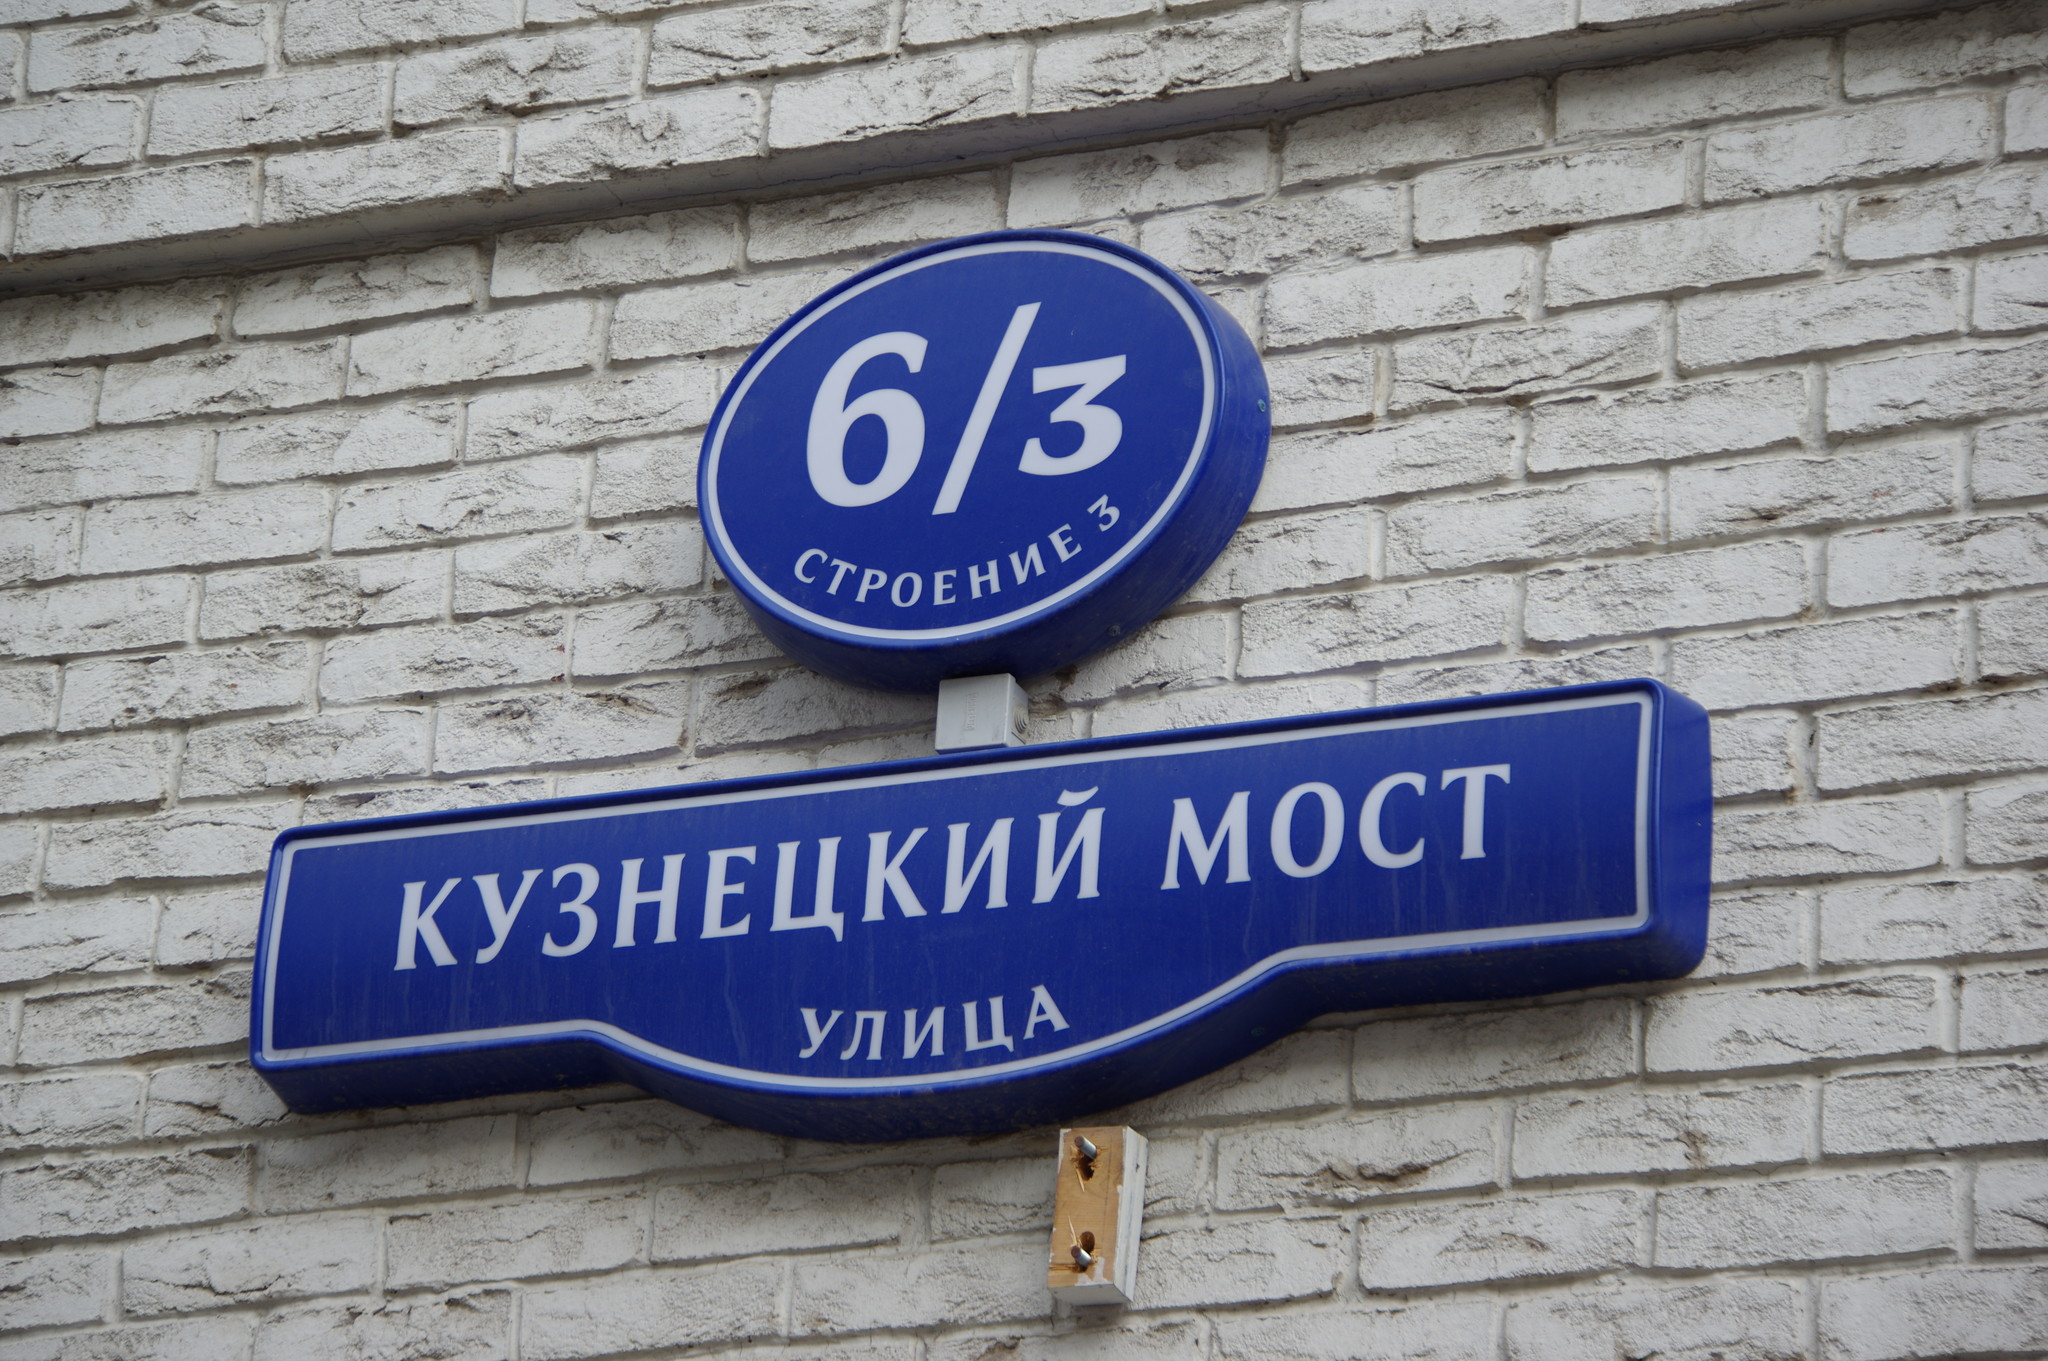 6/3
СТРОЕНИЕ 3
КУЗНЕЦКИЙ МОСТ
УЛИЦА